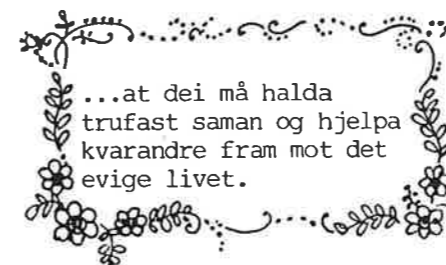 ...at dei må halda
trufast saman og hjelpa
kvarandre fram mot det
evige livet.